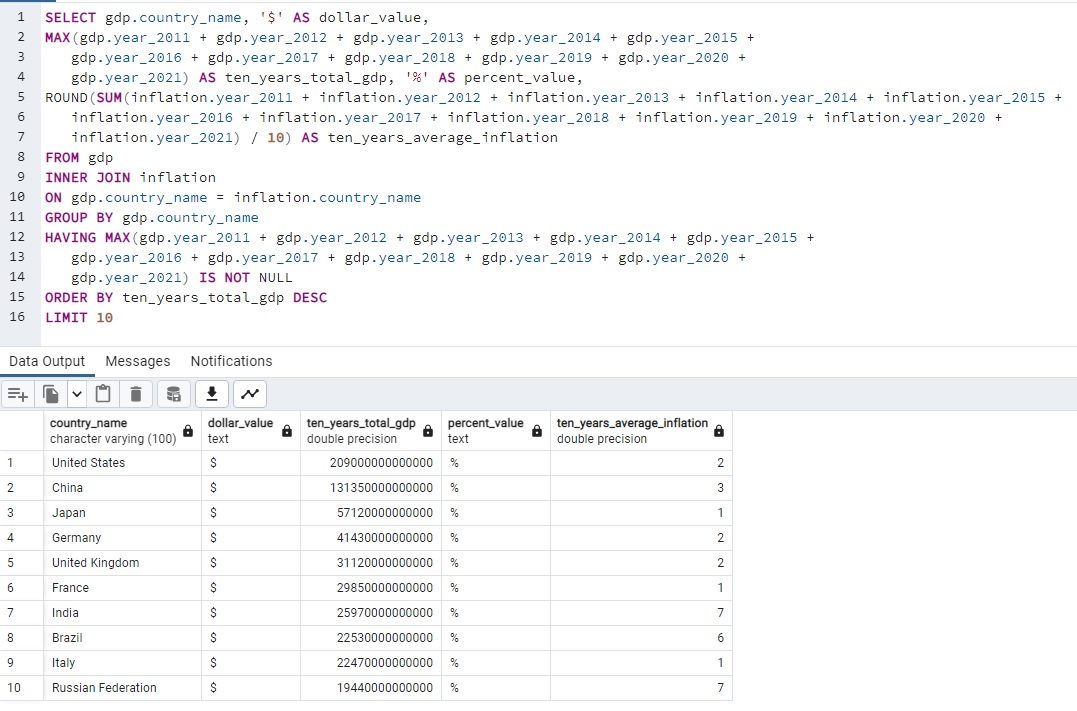 1 SELECT gdp.country_name, '$' AS dollar_value,
2 MAX(gdp.year_2011 + gdp.year_2012 + gdp.year_2013 + gdp.year_2014 + gdp.year_2015 +
3 gdp.year_2016 + gdp.year_2017 + gdp.year_2018 + gdp.year_2019 + gdp.year_2020 +
4 gdp.year_2021) AS ten_years_total_gdp, '%' AS percent_value,
5 ROUND(SUM(inflation.year_2011 + inflation.year_2012 + inflation.year_2013 + inflation.year_2014 + inflation.year_2015 +
6 inflation.year_2016 + inflation.year_2017 + inflation.year_2018 + inflation.year_2019 + inflation.year_2020 +
7 inflation.year_2021) / 10) AS ten_years_average_inflation
8 FROM gdp
9 INNER JOIN inflation
10 ON gdp.country_name = inflation.country_name
11 GROUP BY gdp.country_name
12 HAVING MAX(gdp.year_2011 + gdp.year_2012 + gdp.year_2013 + gdp.year_2014 + gdp.year_2015 +
13 gdp.year_2016 + gdp.year_2017 + gdp.year_2018 + gdp.year_2019 + gdp.year_2020 +
14 gdp.year_2021) IS NOT NULL
15 ORDER BY ten_years_total_gdp DESC
16 LIMIT 10
Data Output Messages Notifications
country_name dollar_value ten_years_total_gdp percent_value ten_years_average_inflation
character varying (100) text double precision text double precision
1 United States $ 209000000000000 % 2
2 China $ 131350000000000 % 3
3 Japan $ 57120000000000 % 1
4 Germany $ 41430000000000 % 2
5 United Kingdom $ 31120000000000 % 2
6 France $ 29850000000000 % 1
7 India $ 25970000000000 % 7
8 Brazil $ 22530000000000 % 6
9 Italy $ 22470000000000 % 1
10 Russian Federation $ 19440000000000 % 7